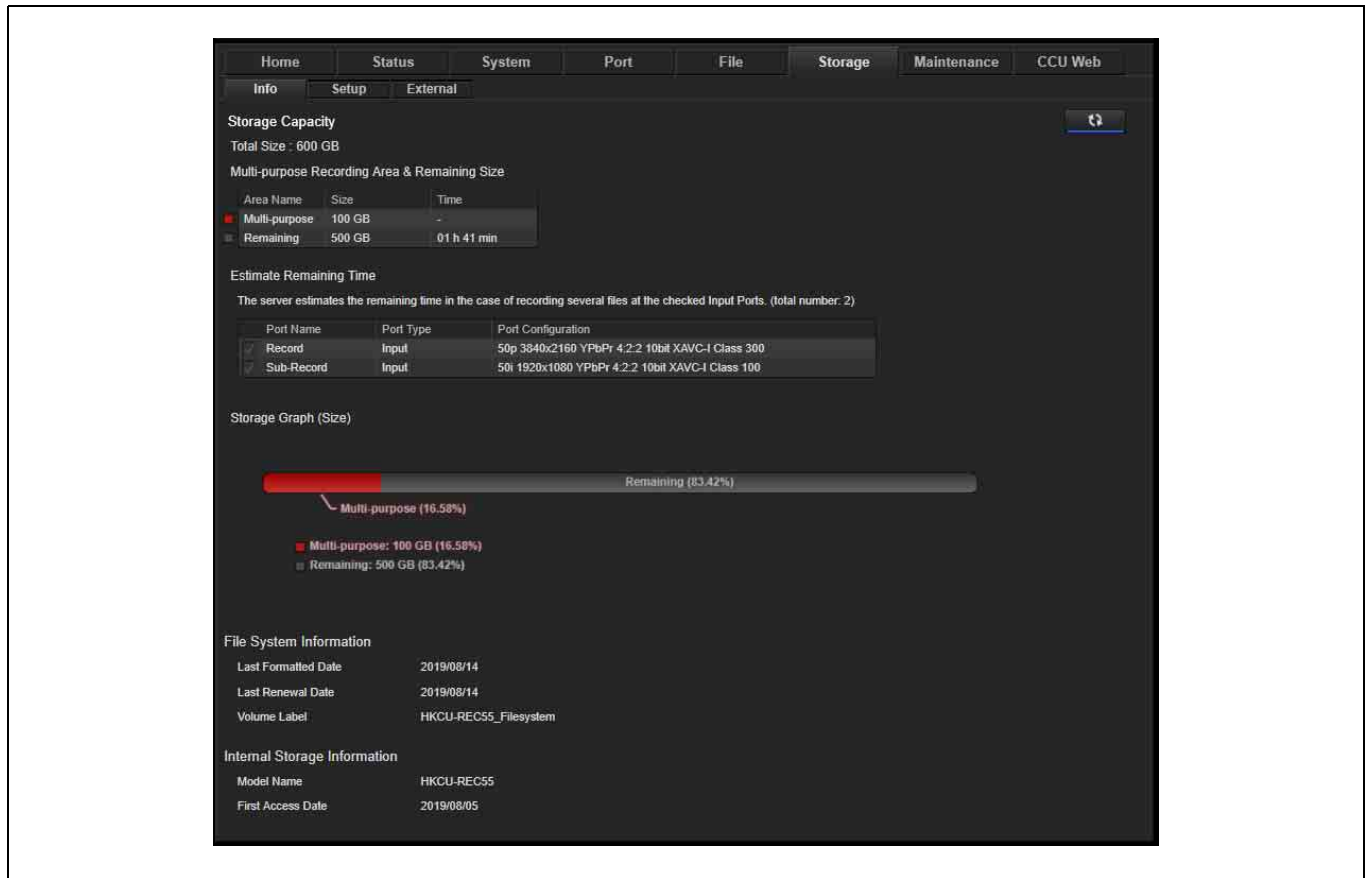 Home Status System Port File Storage Maintenance CCU Web
Info Setup External
Storage Capacity
Total Size : 600 GB
Multi-purpose Recording Area & Remaining Size
Area Name Size Time
Multi-purpose 100 GB -
Remaining 500 GB 01 h 41 min
Estimate Remaining Time
The server estimates the remaining time in the case of recording several files at the checked Input Ports. (total number: 2)
Port Name Port Type Port Configuration
Record Input 50p 3840x2160 YPbPr 4:2:2 10bit XAVC-I Class 300
Sub-Record Input 50i 1920x1080 YPbPr 4:2:2 10bit XAVC-I Class 100
Storage Graph (Size)
Remaining (83.42%)
Multi-purpose (16.58%)
Multi-purpose: 100 GB (16.58%)
Remaining: 500 GB (83.42%)
File System Information
Last Formatted Date 2019/08/14
Last Renewal Date 2019/08/14
Volume Label HKCU-REC55_Filesystem
Internal Storage Information
Model Name HKCU-REC55
First Access Date 2019/08/05